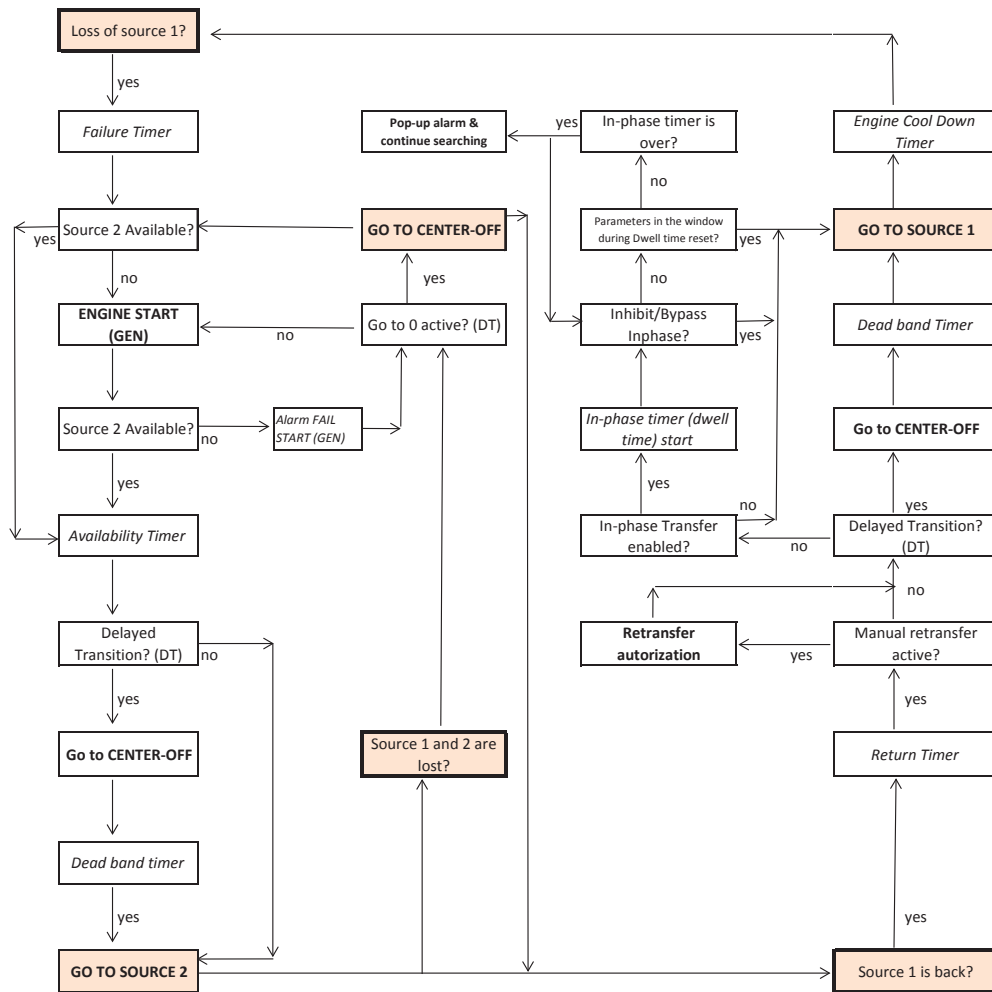 Loss of source 1?
yes
Failure Timer
Source 2 Available?
yes
no
ENGINE START
(GEN)
Source 2 Available?
no
Alarm FAIL
START (GEN)
yes
Availability Timer
Delayed
Transition? (DT)
no
yes
Go to CENTER-OFF
Dead band timer
yes
GO TO SOURCE 2
Pop-up alarm &
continue searching
GO TO CENTER-OFF
yes
Go to 0 active? (DT)
no
Source 1 and 2 are
lost?
yes
In-phase timer is
over?
no
Parameters in the window
during Dwell time reset?
yes
no
Inhibit/Bypass
Inphase?
yes
In-phase timer (dwell
time) start
yes
In-phase Transfer
enabled?
no
Retransfer
autorization
Engine Cool Down
Timer
GO TO SOURCE 1
Dead band Timer
Go to CENTER-OFF
yes
Delayed Transition?
(DT)
no
no
Manual retransfer
active?
yes
yes
Return Timer
yes
Source 1 is back?